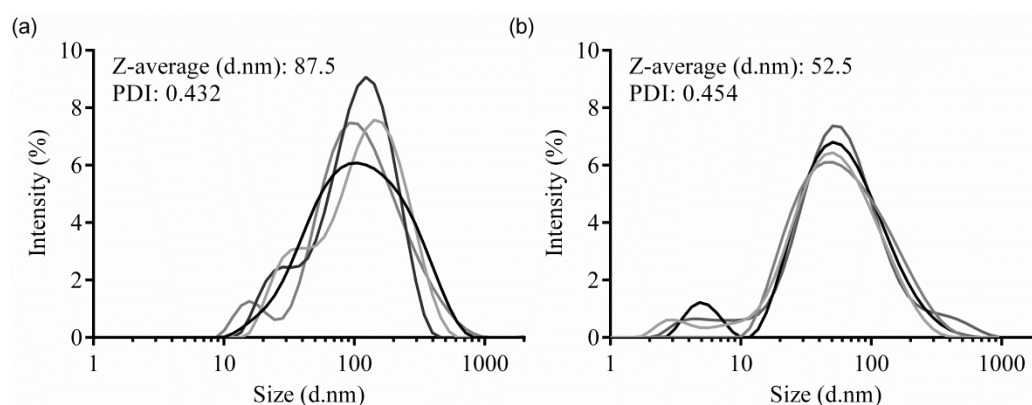 (a)
Z-average (d.nm): 87.5
PDI: 0.432
Intensity (%)
10
8
6
4
2
0
1 10 100 1000
Size (d.nm)
(b)
Z-average (d.nm): 52.5
PDI: 0.454
Intensity (%)
10
8
6
4
2
0
1 10 100 1000
Size (d.nm)